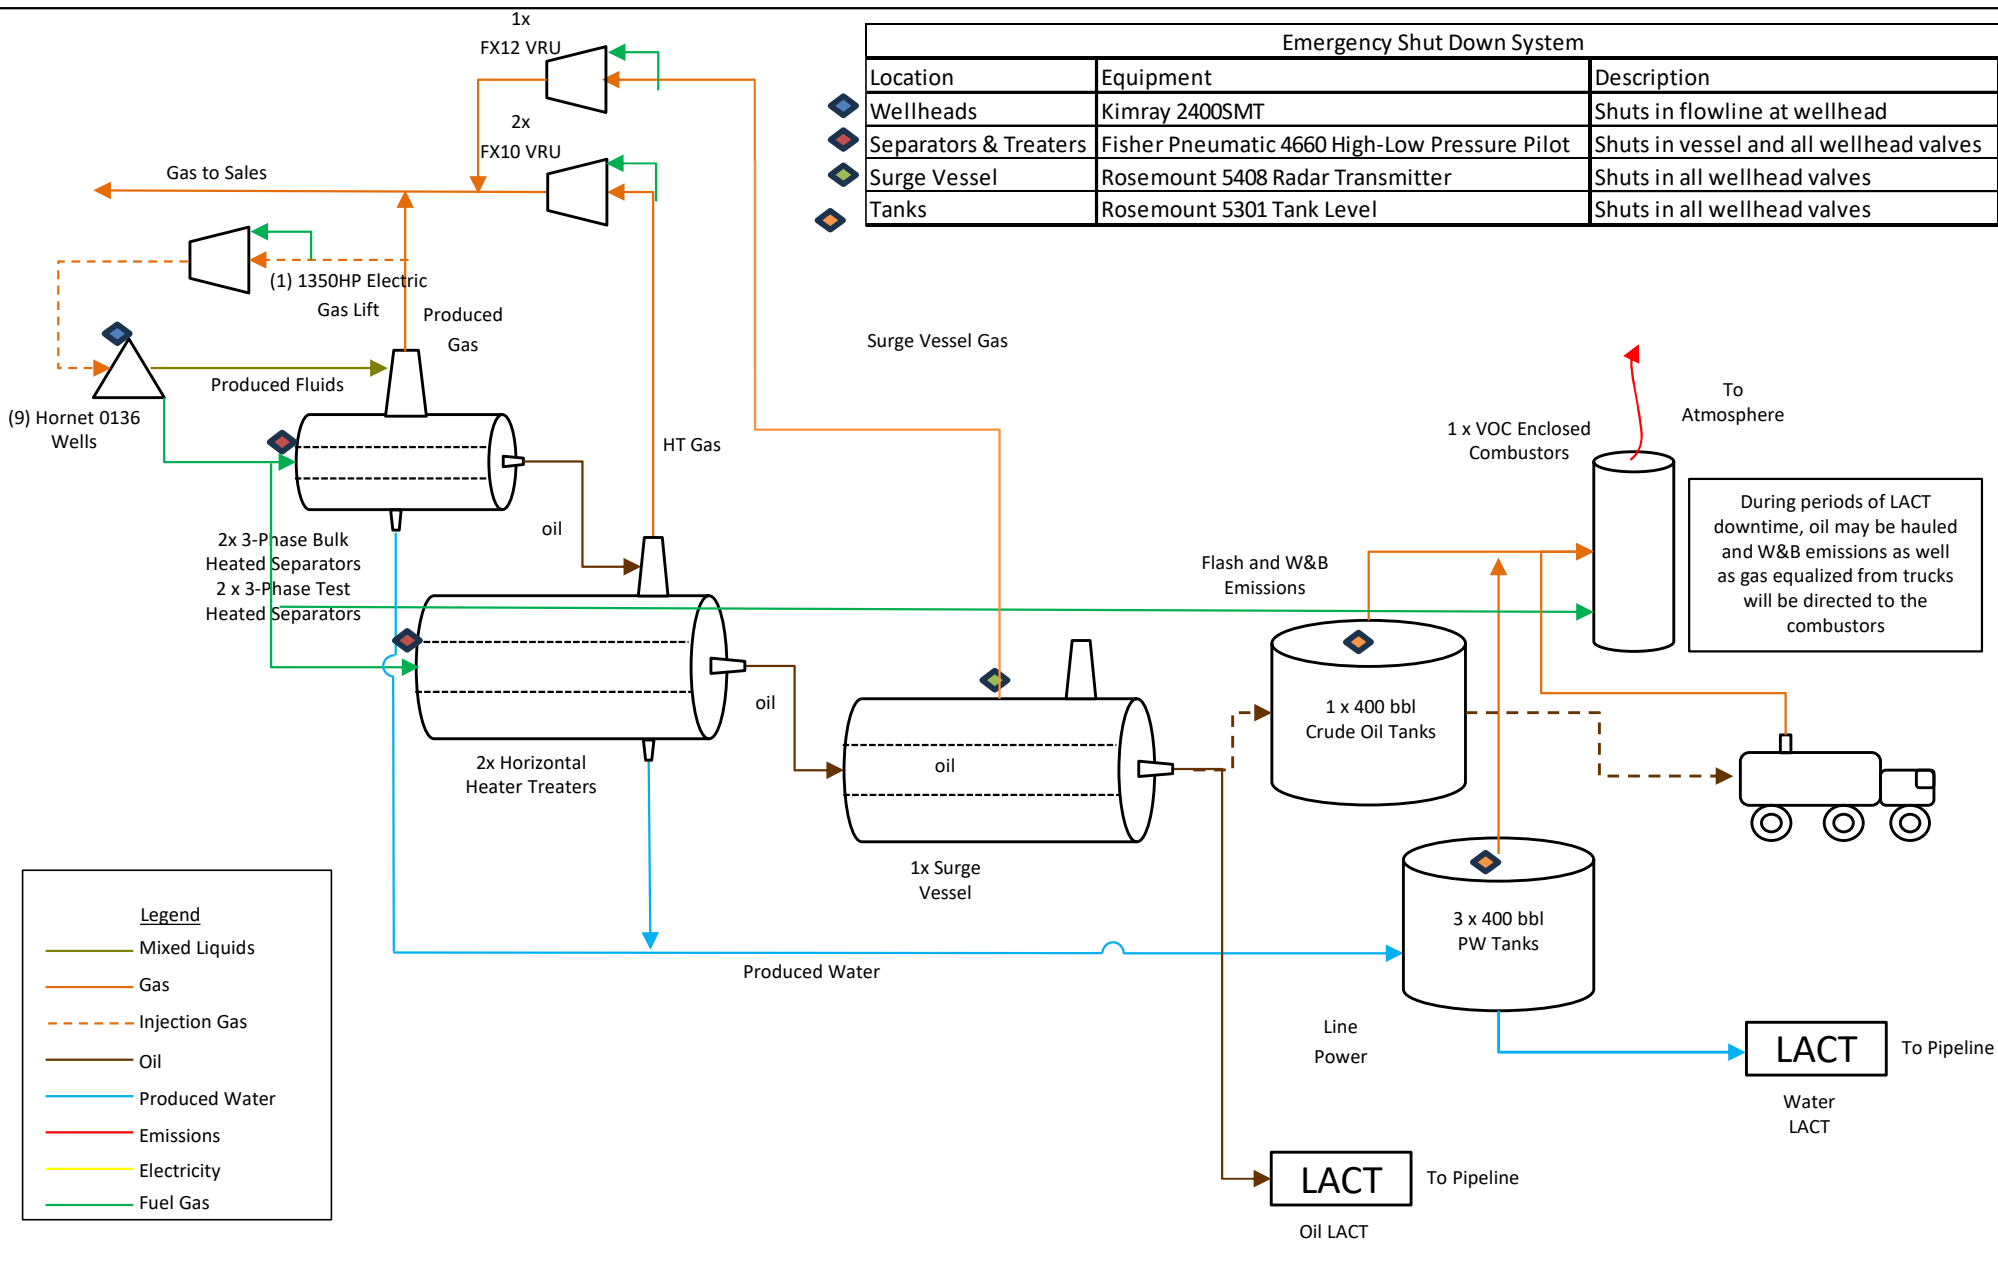 1x
FX12 VRU
2x
FX10 VRU
Emergency Shut Down System
Location Equipment Description
Wellheads Kimray 2400SMT Shuts in flowline at wellhead
Separators & Treaters Fisher Pneumatic 4660 High-Low Pressure Pilot Shuts in vessel and all wellhead valves
Surge Vessel Rosemount 5408 Radar Transmitter Shuts in all wellhead valves
Tanks Rosemount 5301 Tank Level Shuts in all wellhead valves
Gas to Sales
(1) 1350HP Electric
Gas Lift
Produced
Gas
Surge Vessel Gas
Produced Fluids
(9) Hornet 0136
Wells
HT Gas
To
Atmosphere
1 x VOC Enclosed
Combustors
During periods of LACT
downtime, oil may be hauled
and W&B emissions as well
as gas equalized from trucks
will be directed to the
combustors
oil
2x 3-Phase Bulk
Heated Separators
2 x 3-Phase Test
Heated Separators
Flash and W&B
Emissions
oil
2x Horizontal
Heater Treaters
oil
1 x 400 bbl
Crude Oil Tanks
1x Surge
Vessel
3 x 400 bbl
PW Tanks
Produced Water
Line
Power
LACT
To Pipeline
Water
LACT
LACT
To Pipeline
Oil LACT
Legend
Mixed Liquids
Gas
Injection Gas
Oil
Produced Water
Emissions
Electricity
Fuel Gas